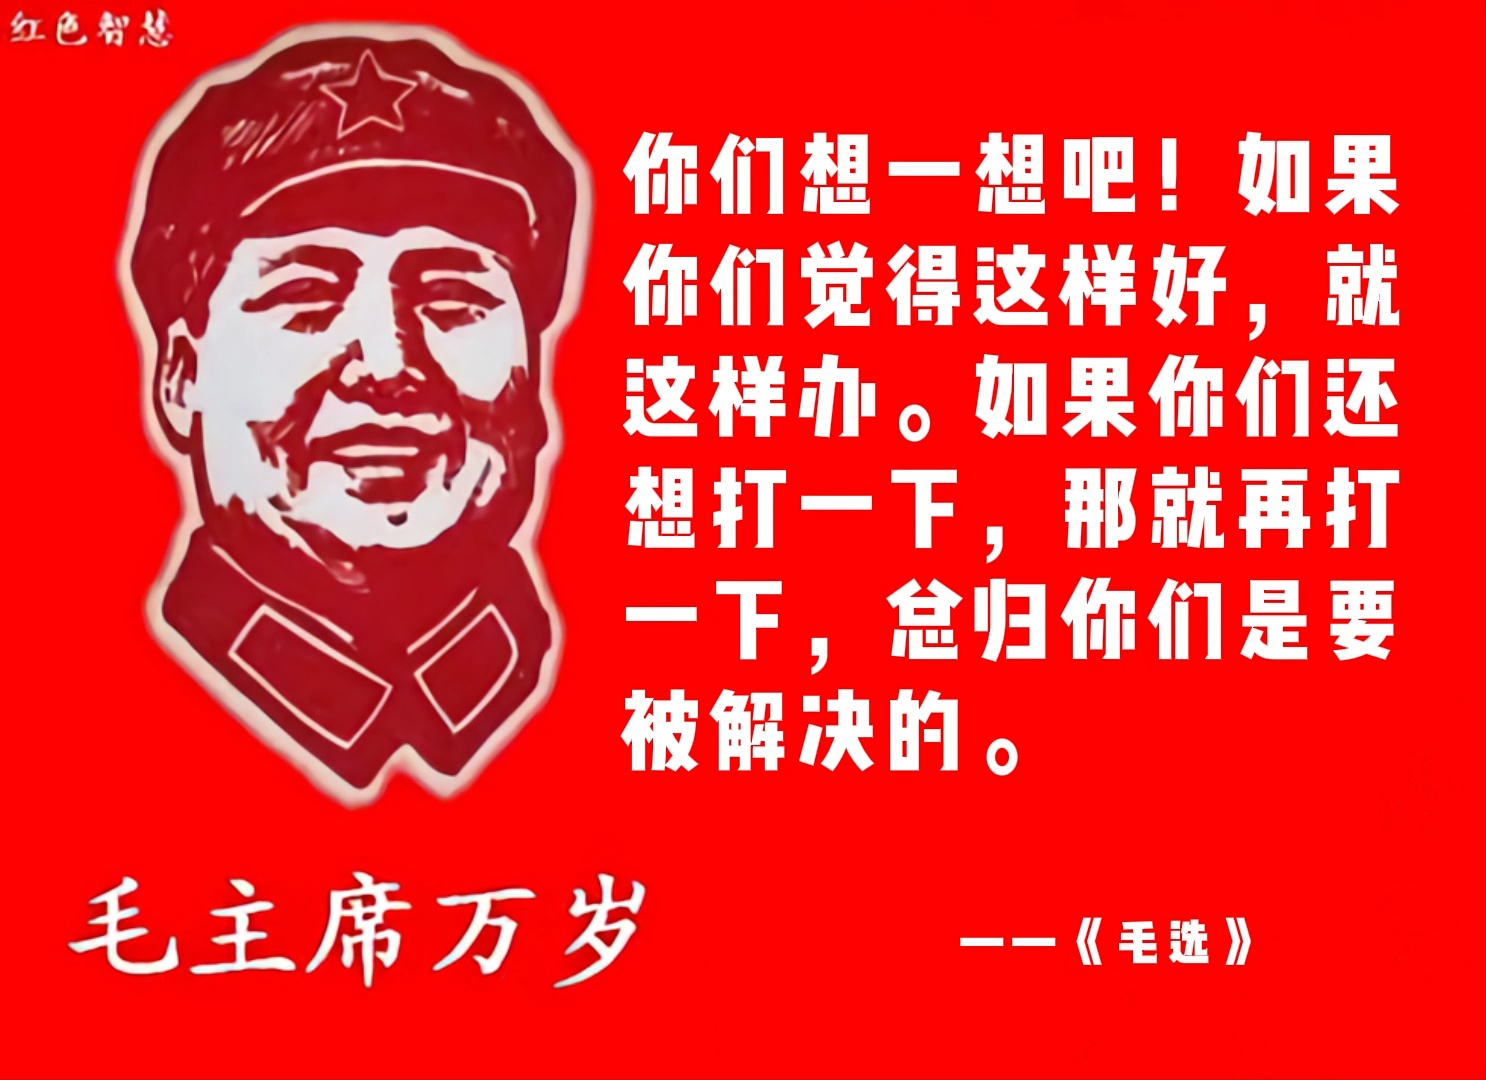 红色智慧
你们想一想吧！如果
你们觉得这样好，就
这样办。如果你们还
想打一下，那就再打
一下，总归你们是要
被解决的。
毛主席万岁
——《毛选》